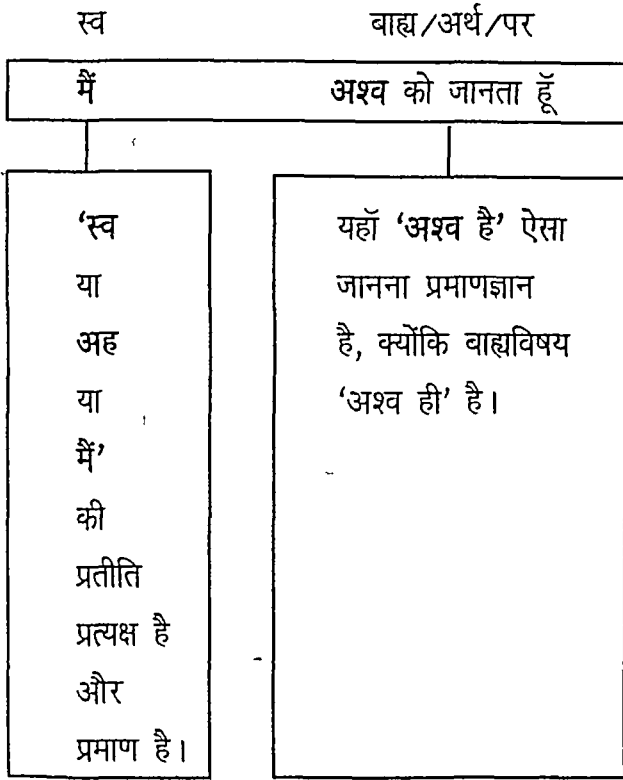 स्व बाह्य/अर्थ/पर
मैं अश्व को जानता हूॅ
‘स्व
या
अह
या
मैं’
की
प्रतीति
प्रत्यक्ष है
और
प्रमाण है।
यहॉ ‘अश्व है’ ऐसा
जानना प्रमाणज्ञान
है, क्योंकि बाह्यविषय
‘अश्व ही’ है।